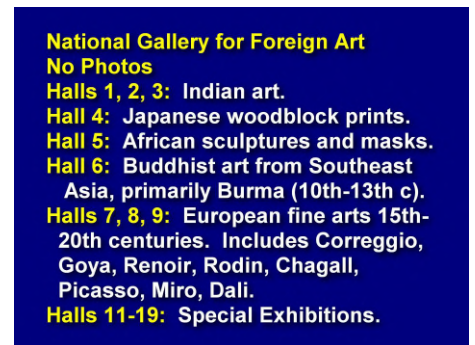 National Gallery for Foreign Art
No Photos
Halls 1, 2, 3:  Indian art.
Hall 4:  Japanese woodblock prints.
Hall 5:  African sculptures and masks.
Hall 6:  Buddhist art from Southeast
Asia, primarily Burma (10th-13th c).
Halls 7, 8, 9:  European fine arts 15th-
20th centuries.  Includes Correggio,
Goya, Renoir, Rodin, Chagall,
Picasso, Miro, Dali.
Halls 11-19:  Special Exhibitions.